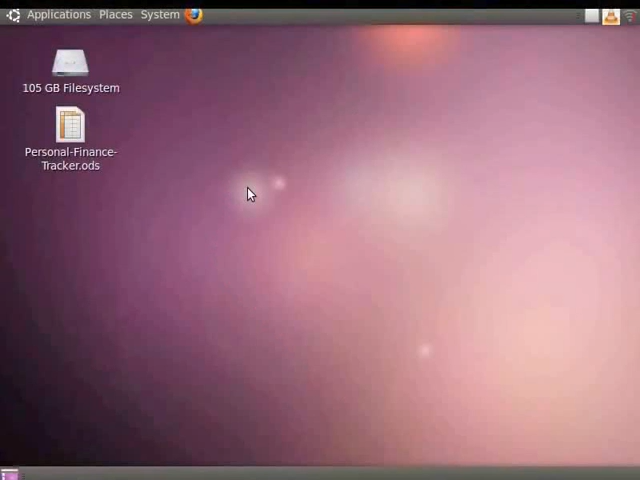 Applications Places System
105 GB Filesystem
Personal-Finance-
Tracker.ods